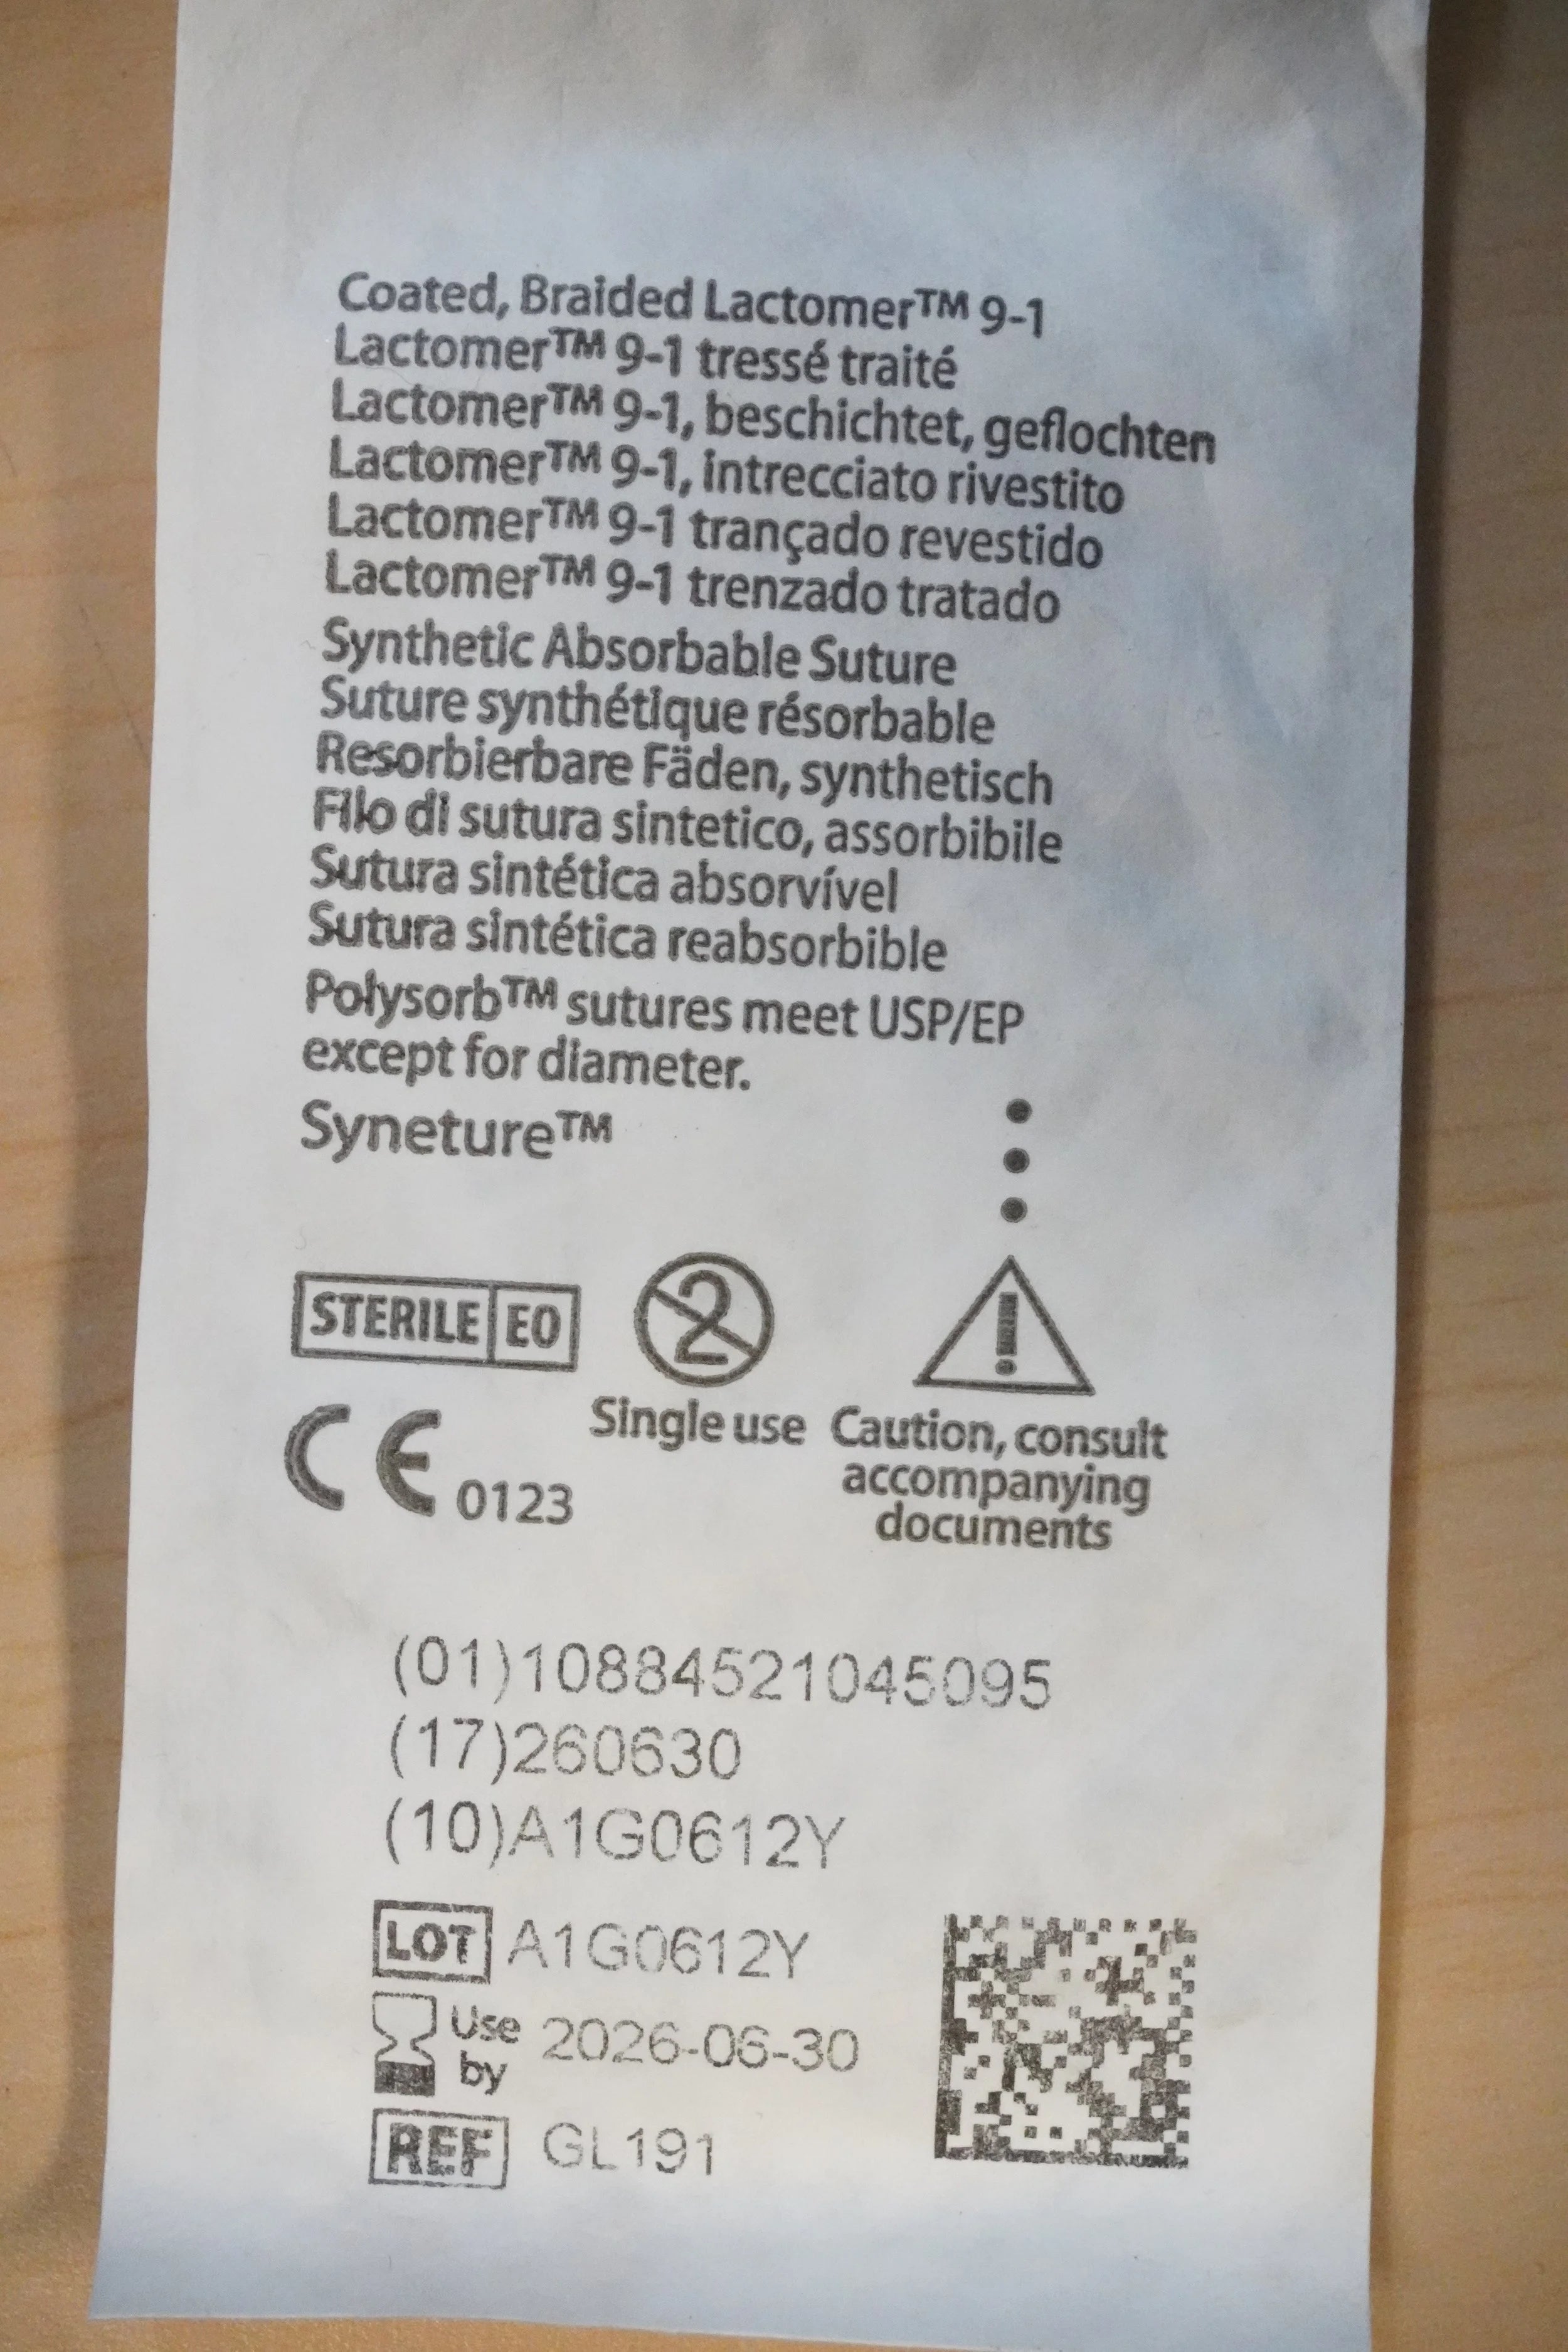 Coated, Braided Lactomer™ 9-1
Lactomer™ 9-1 tressé traité
Lactomer™ 9-1, beschichtet, geflochten
Lactomer™ 9-1, intrecciato rivestito
Lactomer™ 9-1 trançado revestido
Lactomer™ 9-1 trenzado tratado
Synthetic Absorbable Suture
Suture synthétique résorbable
Resorbierbare Fäden, synthetisch
Filo di sutura sintetico, assorbibile
Sutura sintética absorvível
Sutura sintética reabsorbible
Polysorb™ sutures meet USP/EP
except for diameter.
Syneture™
STERILE EO
2
!
CE 0123
Single use
Caution, consult
accompanying
documents
(01)10884521045095
(17)260630
(10)A1G0612Y
LOT A1G0612Y
Use by 2026-06-30
REF GL191